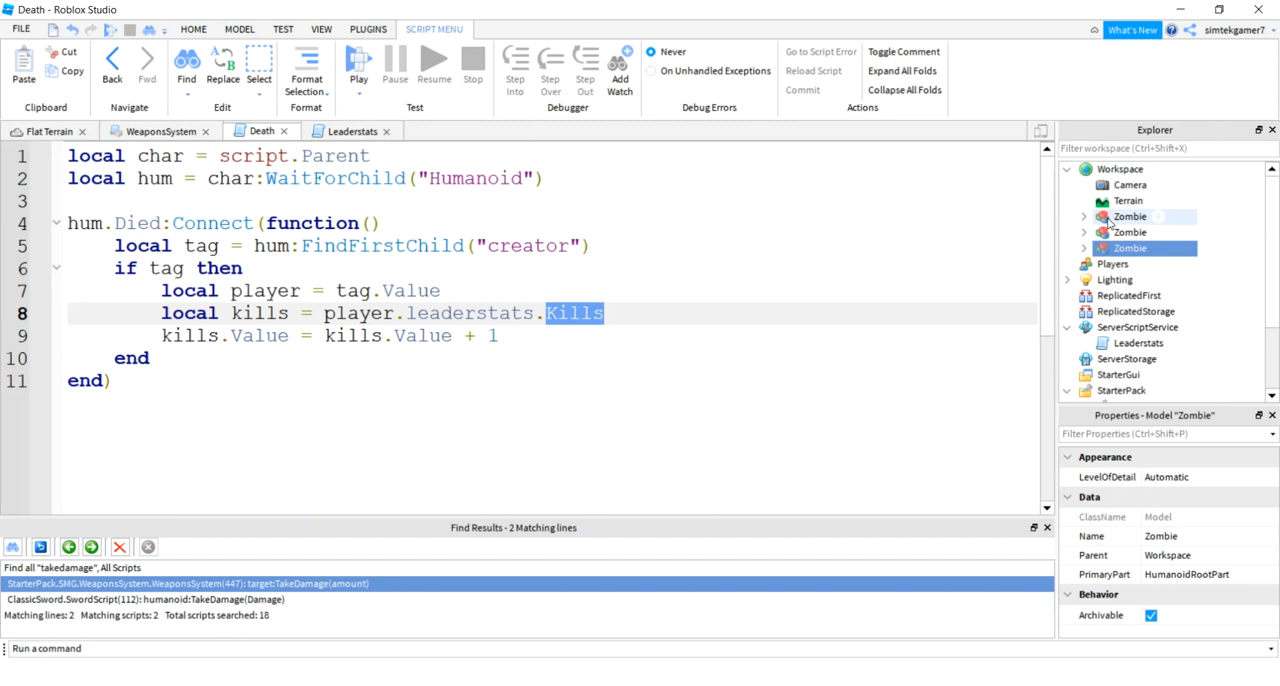 Death - Roblox Studio
FILE HOME MODEL TEST VIEW PLUGINS SCRIPT MENU What's New simtekgamer7
Paste Cut Copy Back Fwd Find Replace Select Format Selection Play Pause Resume Stop Step Into Step Over Step Out Add Watch
Never
On Unhandled Exceptions
Go to Script Error Toggle Comment
Reload Script Expand All Folds
Commit Collapse All Folds
Clipboard Navigate Edit Format Test Debugger Debug Errors Actions
Flat Terrain WeaponsSystem Death Leaderstats
1 local char = script.Parent
2 local hum = char:WaitForChild("Humanoid")
3
4 hum.Died:Connect(function()
5 local tag = hum:FindFirstChild("creator")
6 if tag then
7 local player = tag.Value
8 local kills = player.leaderstats.Kills
9 kills.Value = kills.Value + 1
10 end
11 end)
Explorer
Filter workspace (Ctrl+Shift+X)
Workspace
Camera
Terrain
Zombie
Zombie
Zombie
Players
Lighting
ReplicatedFirst
ReplicatedStorage
ServerScriptService
Leaderstats
ServerStorage
StarterGui
StarterPack
Properties - Model "Zombie"
Filter Properties (Ctrl+Shift+P)
Appearance
LevelOfDetail Automatic
Data
ClassName Model
Name Zombie
Parent Workspace
PrimaryPart HumanoidRootPart
Behavior
Archivable
Find Results - 2 Matching lines
Find all "takedamage", All Scripts
StarterPack.SMG.WeaponsSystem.WeaponsSystem(447): target:TakeDamage(amount)
ClassicSword.SwordScript(112): humanoid:TakeDamage(Damage)
Matching lines: 2 Matching scripts: 2 Total scripts searched: 18
Run a command